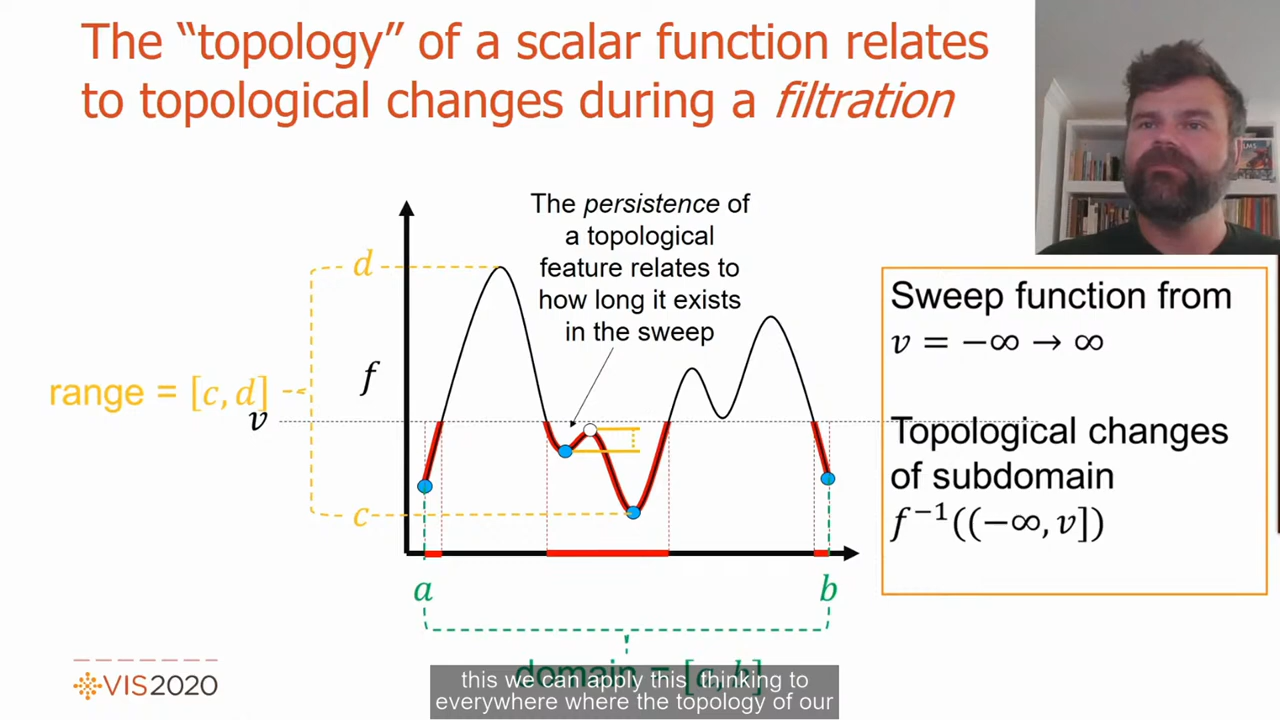 The “topology” of a scalar function relates
to topological changes during a filtration
The persistence of
a topological
feature relates to
how long it exists
in the sweep
d
f
range = [c, d]
v
c
a
b
domain = [a, b]
Sweep function from
v = −∞ → ∞
Topological changes
of subdomain
f⁻¹((−∞, v])
VIS2020
this we can apply this thinking to
everywhere where the topology of our